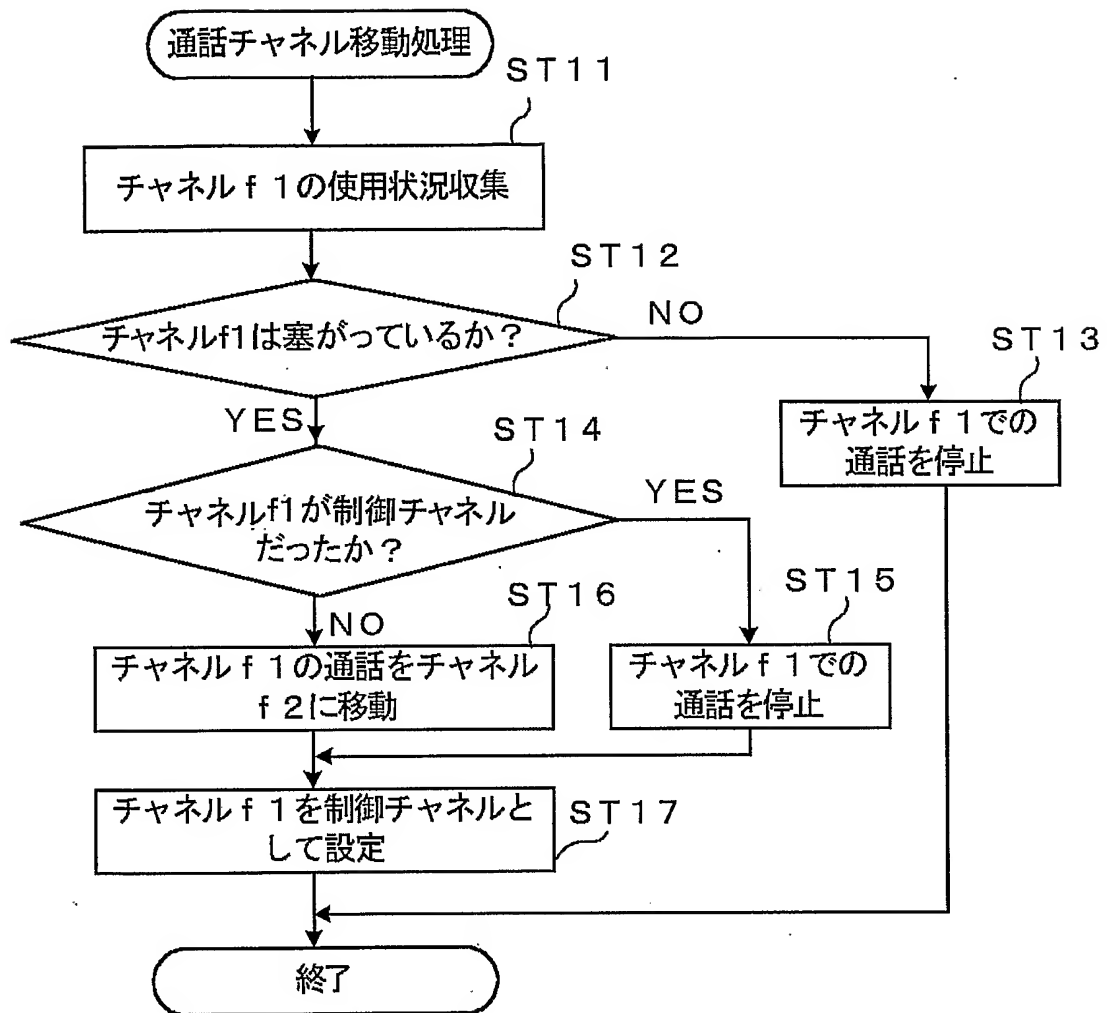 通話チャネル移動処理
ST11
チャネルf1の使用状況収集
ST12
チャネルf1は塞がっているか？
NO
ST13
チャネルf1での
通話を停止
YES
ST14
チャネルf1が制御チャネル
だったか？
YES
ST15
チャネルf1での
通話を停止
NO
ST16
チャネルf1の通話をチャネル
f2に移動
チャネルf1を制御チャネルと
して設定
ST17
終了